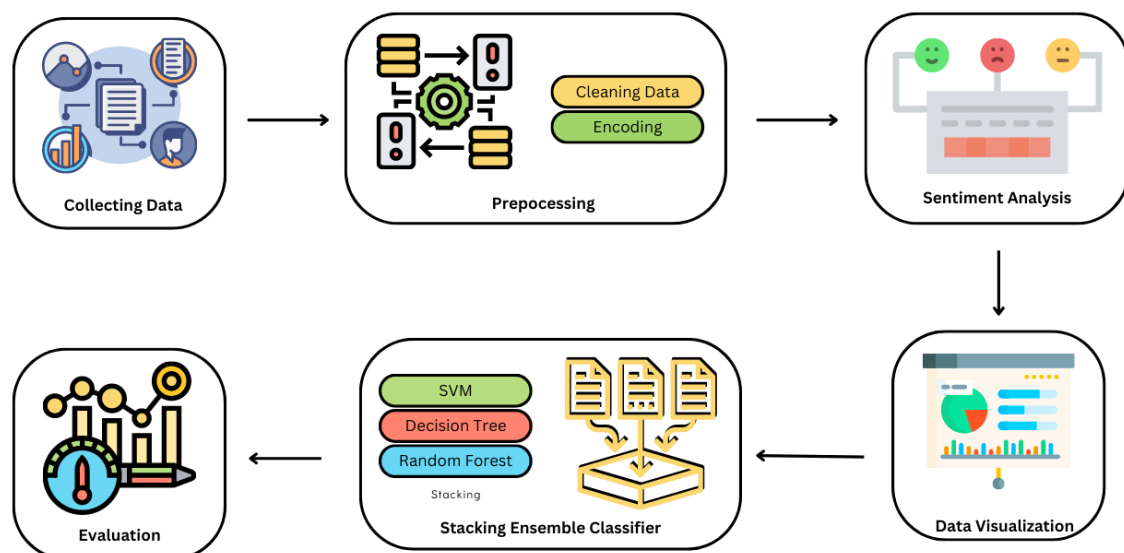 Collecting Data
Cleaning Data
Encoding
Prepocessing
Sentiment Analysis
Data Visualization
SVM
Decision Tree
Random Forest
Stacking
Stacking Ensemble Classifier
Evaluation